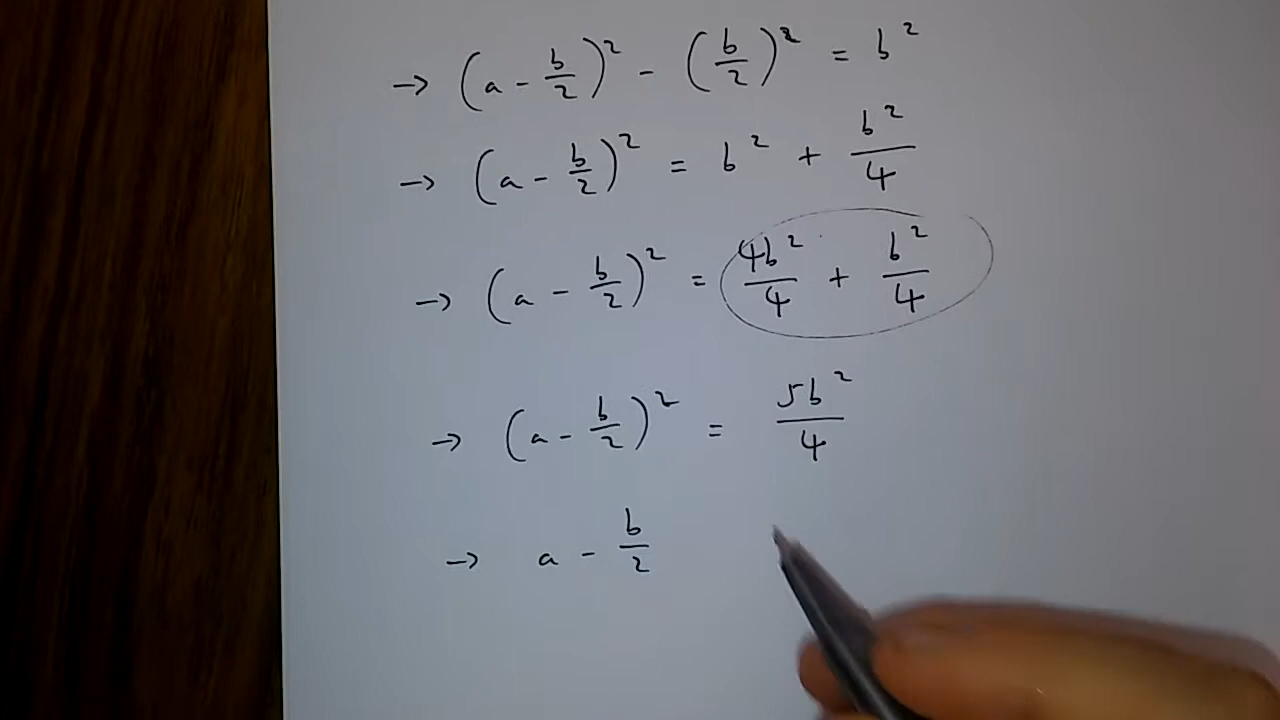 → (a - b/2)² - (b/2)² = b²
→ (a - b/2)² = b² + b²/4
→ (a - b/2)² = 4b²/4 + b²/4
→ (a - b/2)² = 5b²/4
→ a - b/2